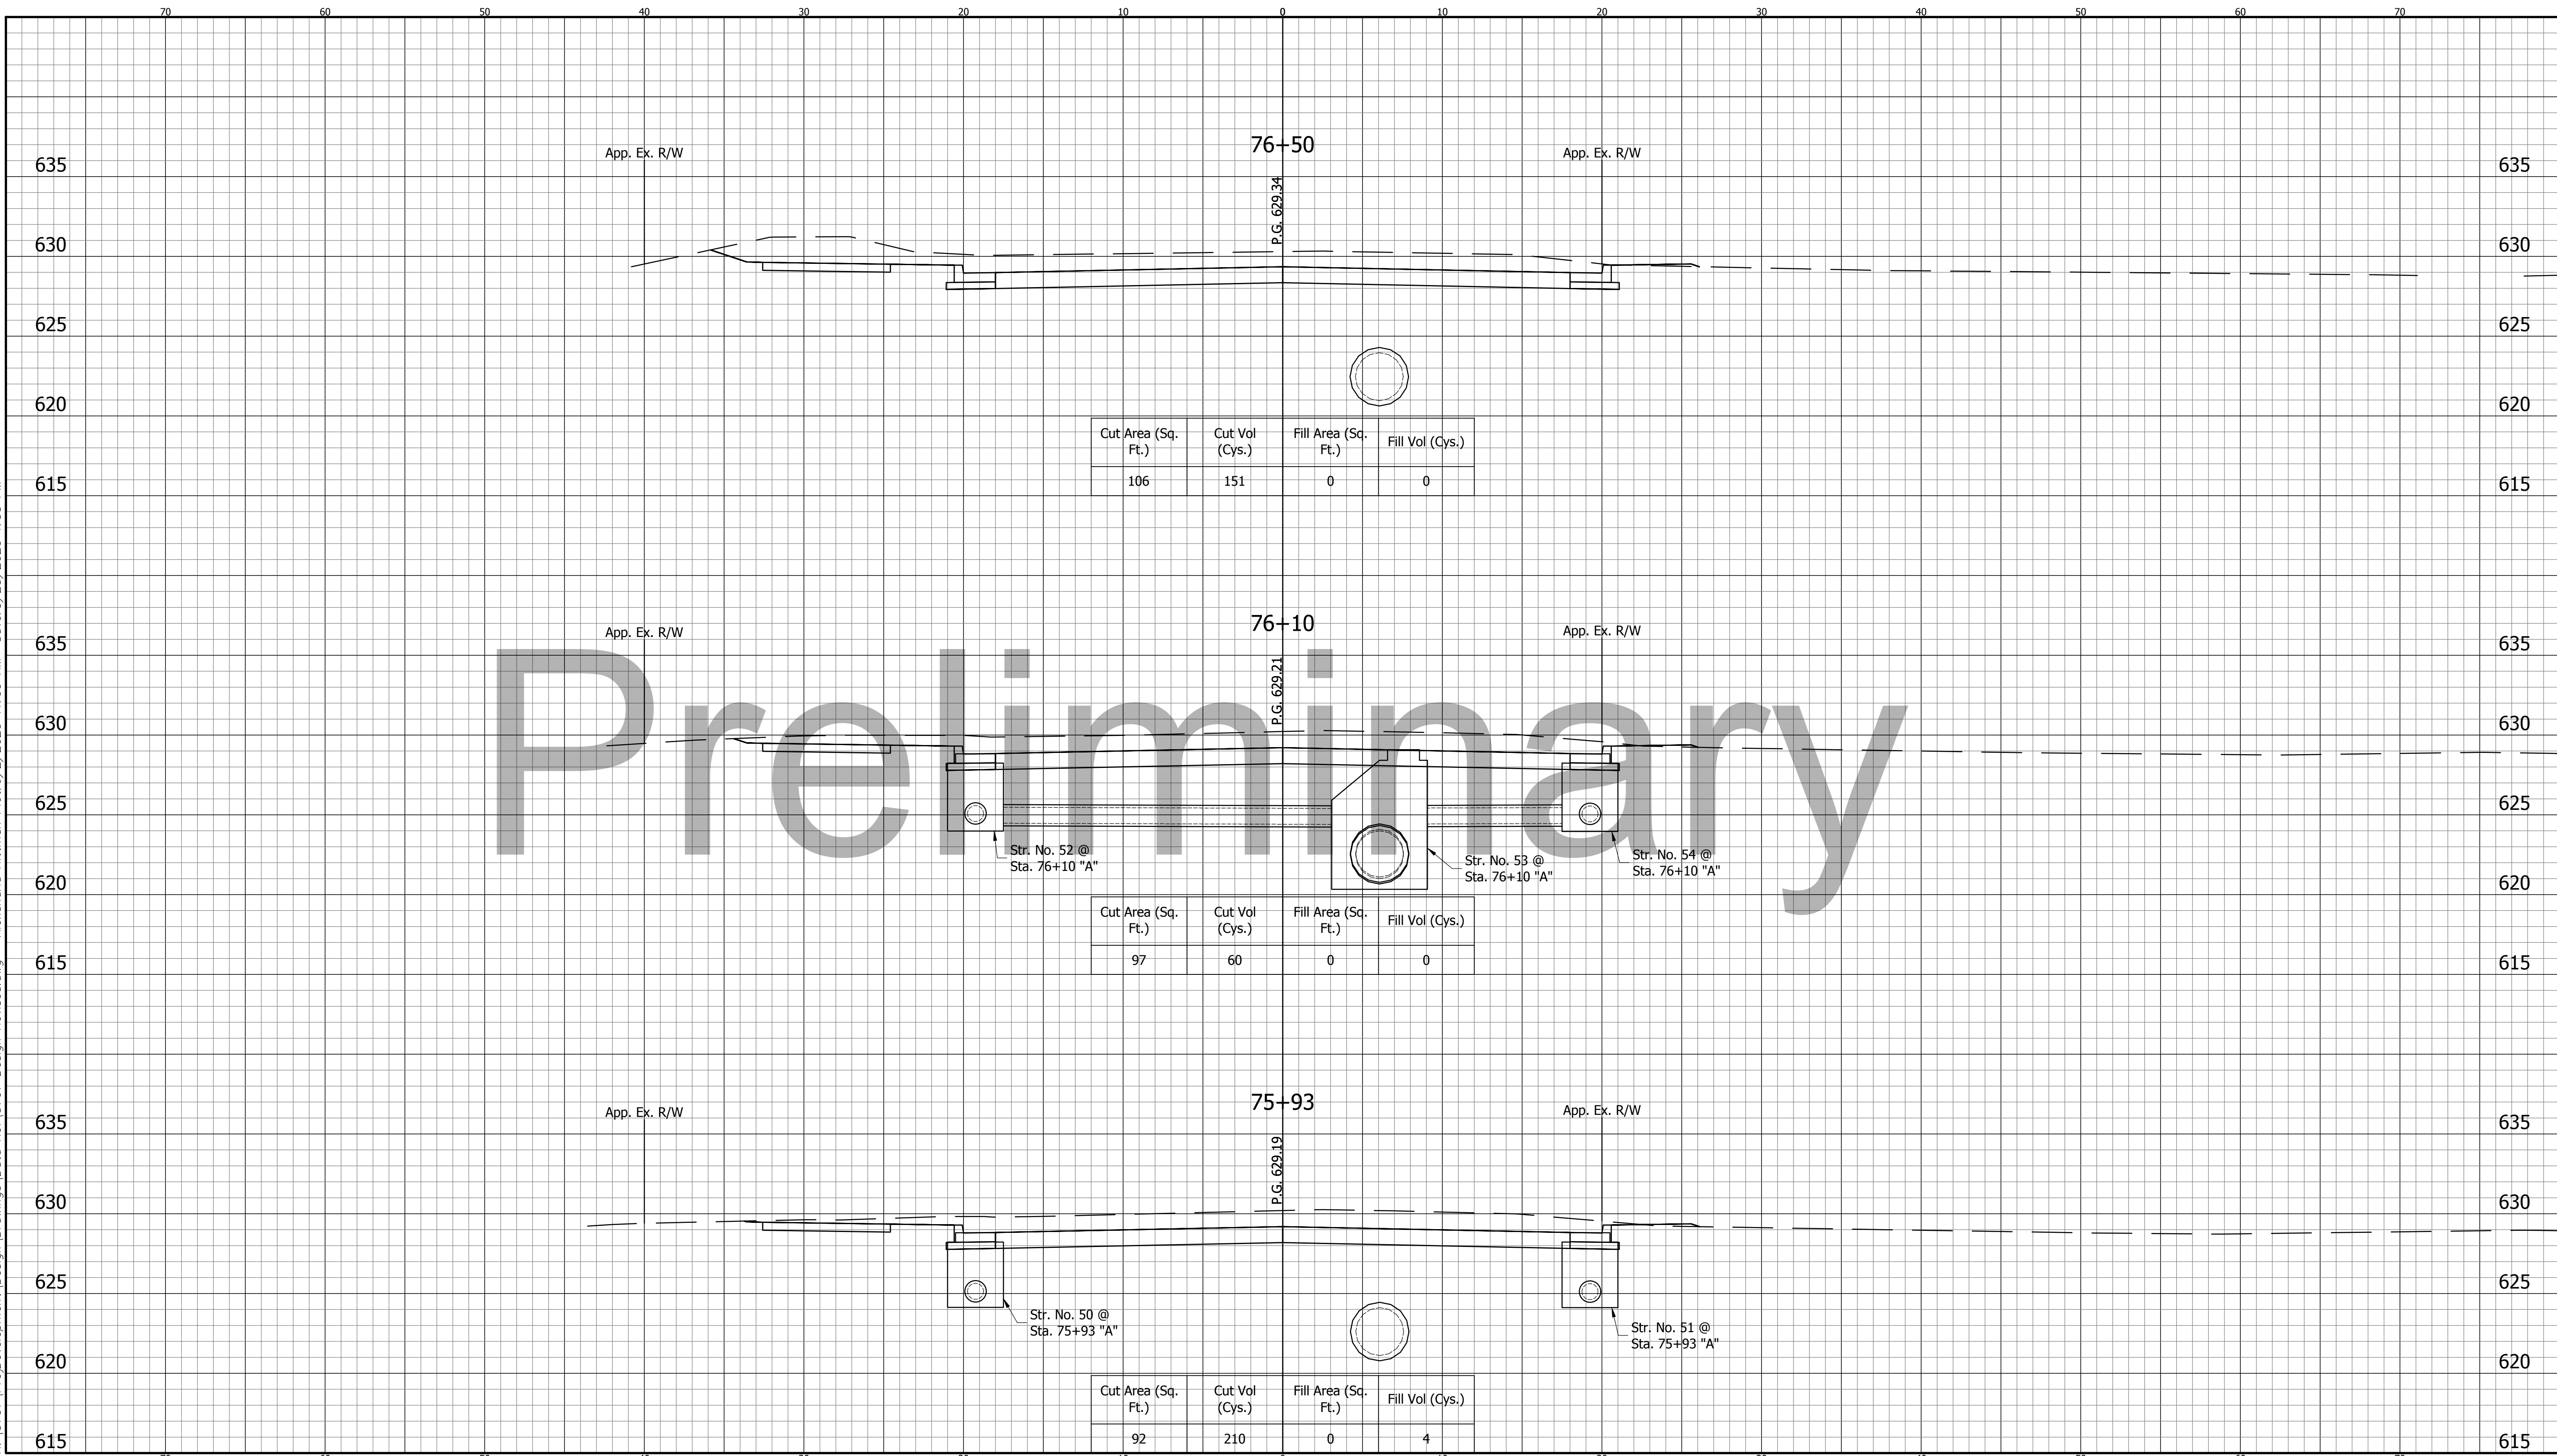 70 60 50 40 30 20 10 0 10 20 30 40 50 60 70
76+50
App. Ex. R/W
App. Ex. R/W
635
635
P.G. 629.34
630
630
625
625
620
620
Cut Area (Sq. Ft.)
Cut Vol (Cys.)
Fill Area (Sq. Ft.)
Fill Vol (Cys.)
106 151 0 0
615
615
76+10
App. Ex. R/W
App. Ex. R/W
635
635
P.G. 629.21
Preliminary
630
630
625
625
Str. No. 52 @
Sta. 76+10 "A"
Str. No. 53 @
Sta. 76+10 "A"
Str. No. 54 @
Sta. 76+10 "A"
620
620
Cut Area (Sq. Ft.)
Cut Vol (Cys.)
Fill Area (Sq. Ft.)
Fill Vol (Cys.)
97 60 0 0
615
615
75+93
App. Ex. R/W
App. Ex. R/W
635
635
P.G. 629.19
630
630
625
625
Str. No. 50 @
Sta. 75+93 "A"
Str. No. 51 @
Sta. 75+93 "A"
620
620
Cut Area (Sq. Ft.)
Cut Vol (Cys.)
Fill Area (Sq. Ft.)
Fill Vol (Cys.)
92 210 0 4
615
615